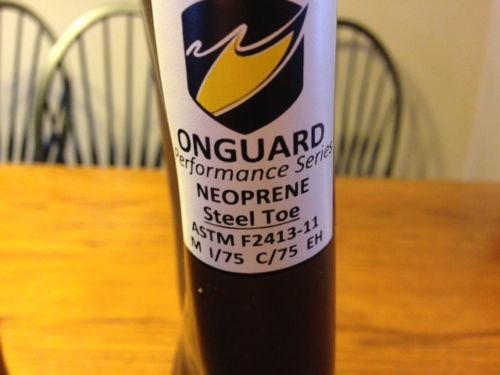 ONGUARD
Performance Series
NEOPRENE
Steel Toe
ASTM F2413-11
M I/75 C/75 EH